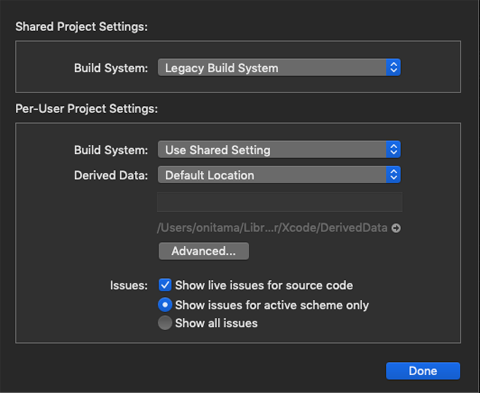 Shared Project Settings:
Build System: Legacy Build System
Per-User Project Settings:
Build System: Use Shared Setting
Derived Data: Default Location
/Users/onitama/Libr...r/Xcode/DerivedData
Advanced...
Issues: Show live issues for source code
Show issues for active scheme only
Show all issues
Done